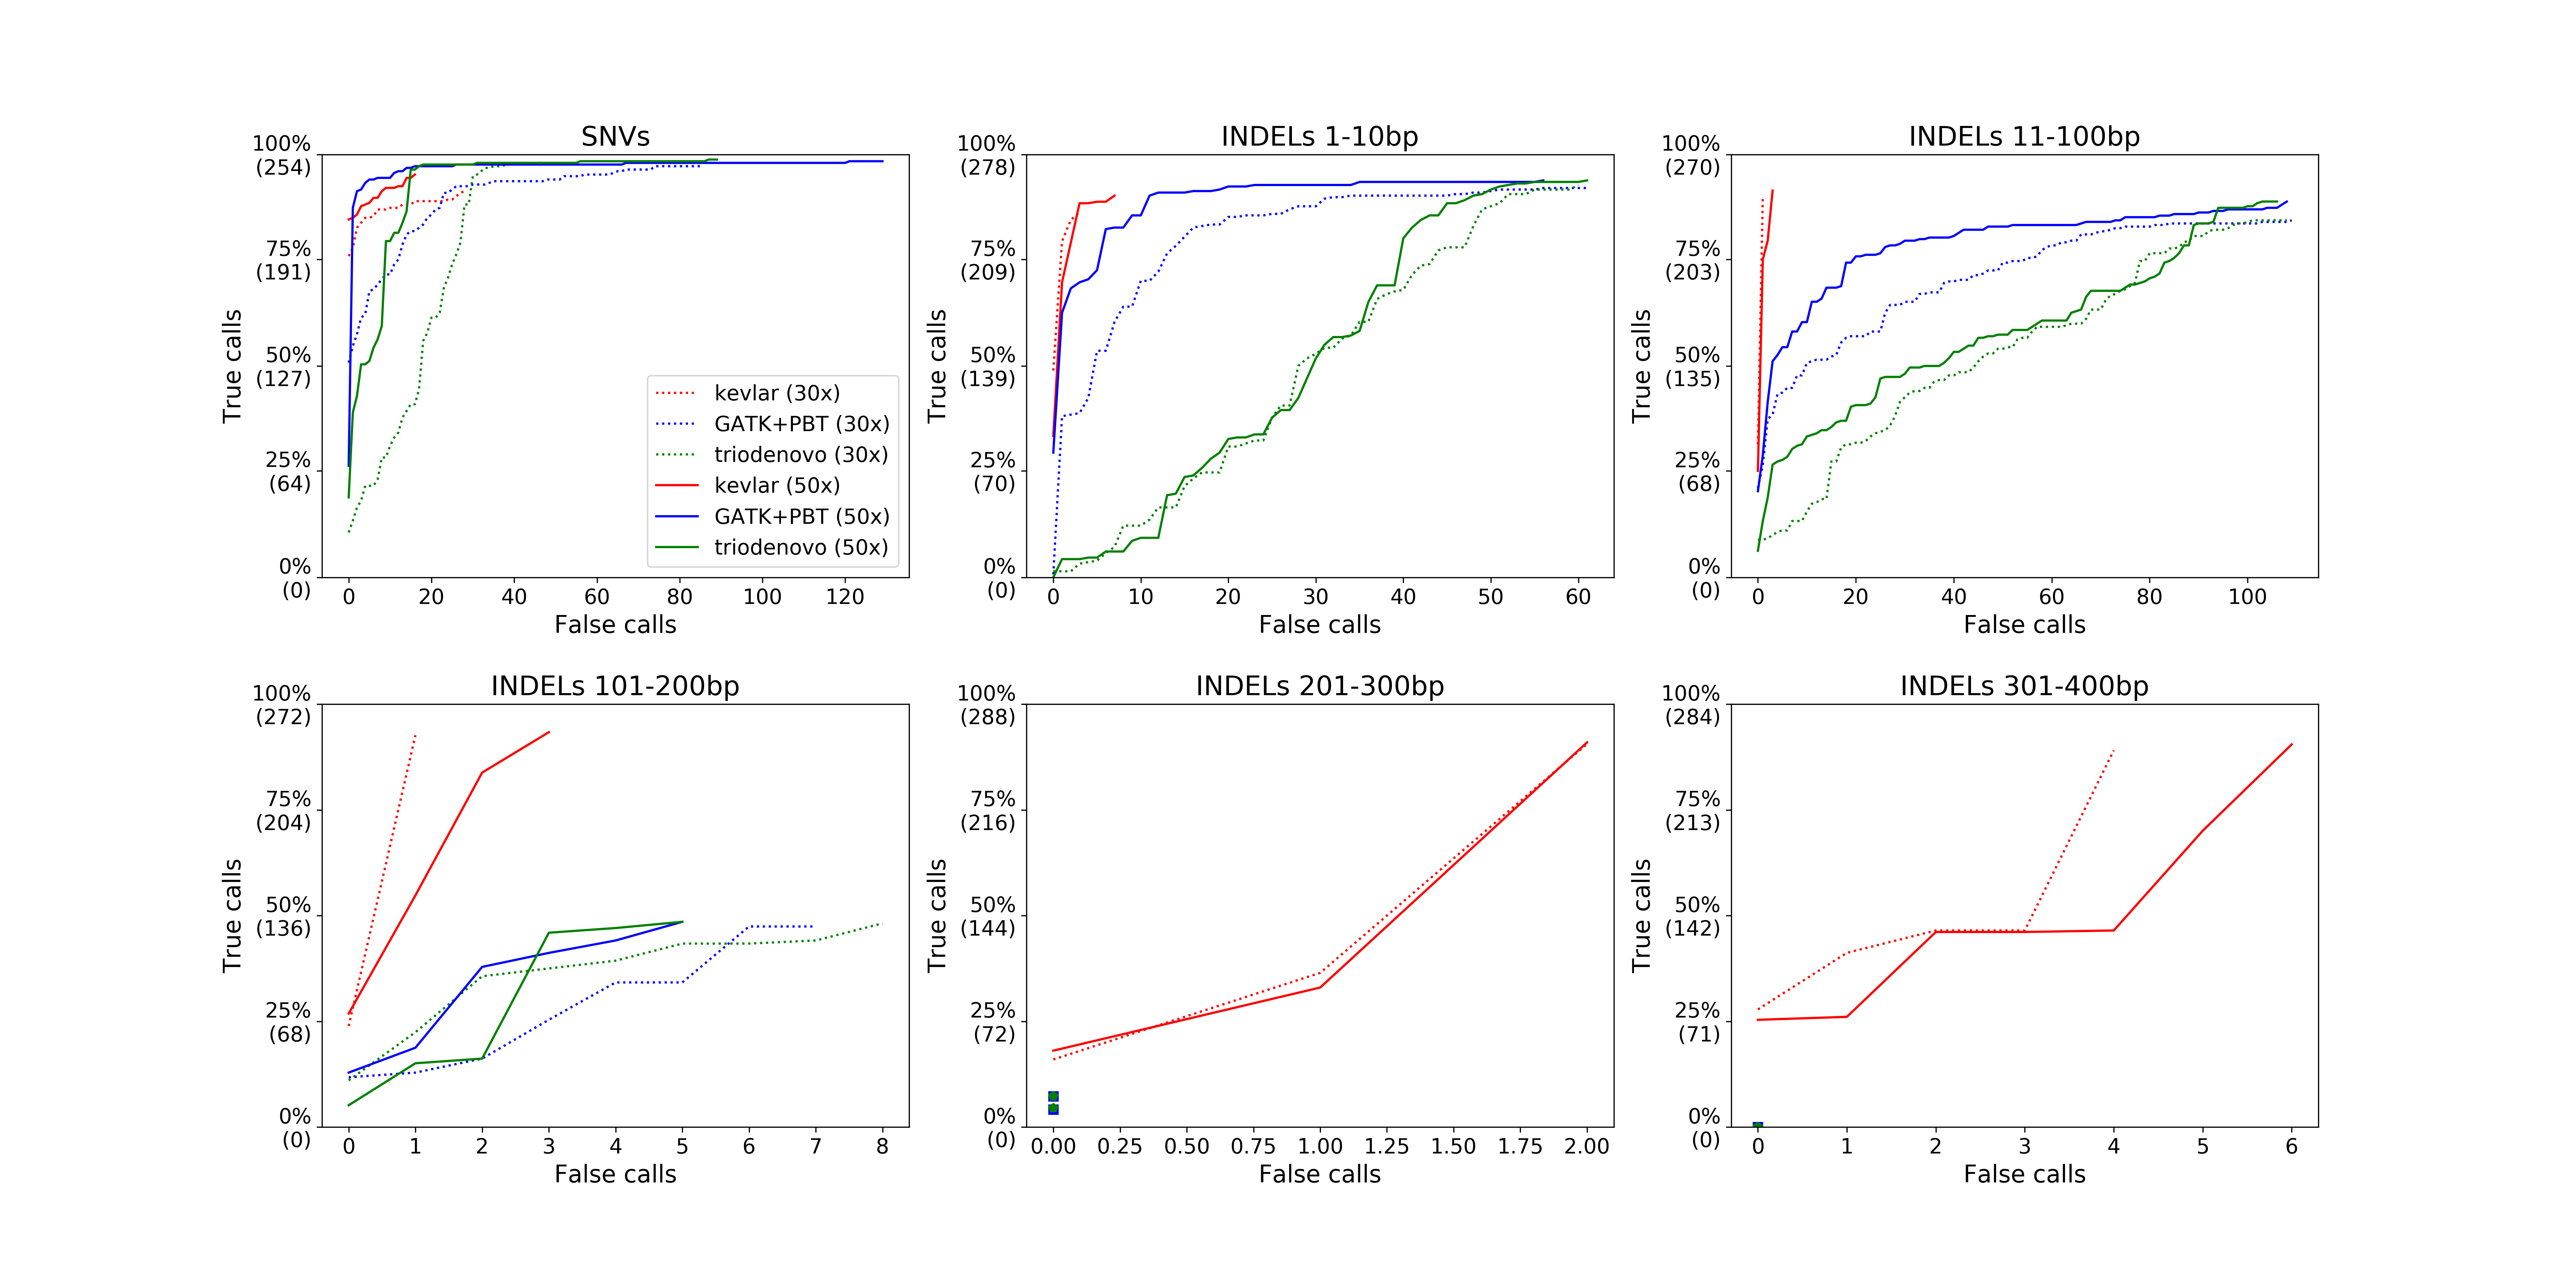 SNVs
100%
(254)
75%
(191)
50%
(127)
25%
(64)
0%
(0)
True calls
0 20 40 60 80 100 120
False calls
kevlar (30x)
GATK+PBT (30x)
triodenovo (30x)
kevlar (50x)
GATK+PBT (50x)
triodenovo (50x)
INDELs 1-10bp
100%
(278)
75%
(209)
50%
(139)
25%
(70)
0%
(0)
True calls
0 10 20 30 40 50 60
False calls
INDELs 11-100bp
100%
(270)
75%
(203)
50%
(135)
25%
(68)
0%
(0)
True calls
0 20 40 60 80 100
False calls
INDELs 101-200bp
100%
(272)
75%
(204)
50%
(136)
25%
(68)
0%
(0)
True calls
0 1 2 3 4 5 6 7 8
False calls
INDELs 201-300bp
100%
(288)
75%
(216)
50%
(144)
25%
(72)
0%
(0)
True calls
0.00 0.25 0.50 0.75 1.00 1.25 1.50 1.75 2.00
False calls
INDELs 301-400bp
100%
(284)
75%
(213)
50%
(142)
25%
(71)
0%
(0)
True calls
0 1 2 3 4 5 6
False calls